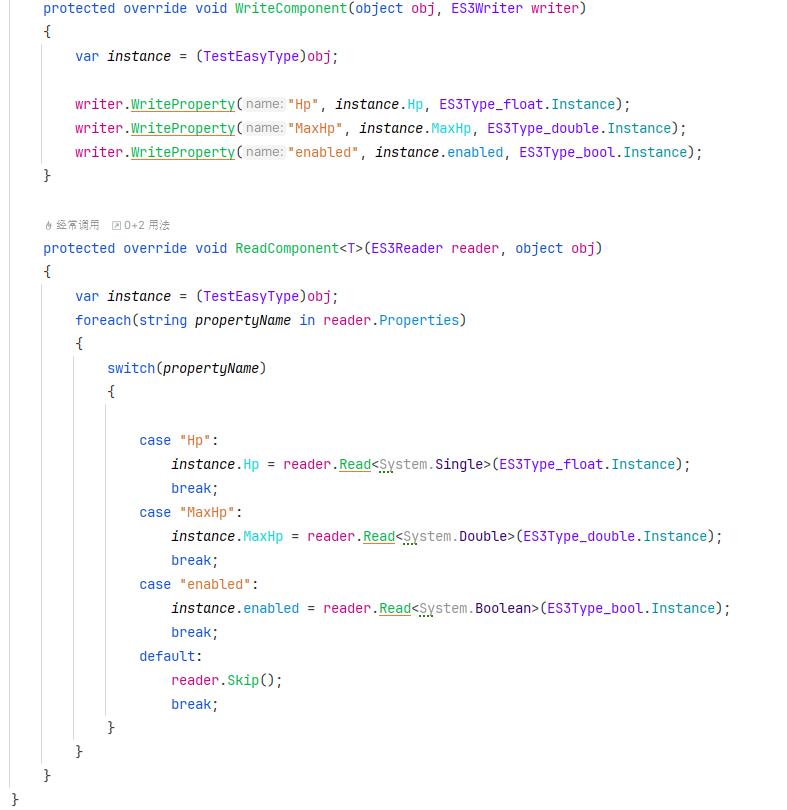 protected override void WriteComponent(object obj, ES3Writer writer)
{
var instance = (TestEasyType)obj;
writer.WriteProperty( name: "Hp", instance.Hp, ES3Type_float.Instance);
writer.WriteProperty( name: "MaxHp", instance.MaxHp, ES3Type_double.Instance);
writer.WriteProperty( name: "enabled", instance.enabled, ES3Type_bool.Instance);
}
经常调用 0+2 用法
protected override void ReadComponent<T>(ES3Reader reader, object obj)
{
var instance = (TestEasyType)obj;
foreach(string propertyName in reader.Properties)
{
switch(propertyName)
{
case "Hp":
instance.Hp = reader.Read<System.Single>(ES3Type_float.Instance);
break;
case "MaxHp":
instance.MaxHp = reader.Read<System.Double>(ES3Type_double.Instance);
break;
case "enabled":
instance.enabled = reader.Read<System.Boolean>(ES3Type_bool.Instance);
break;
default:
reader.Skip();
break;
}
}
}
}